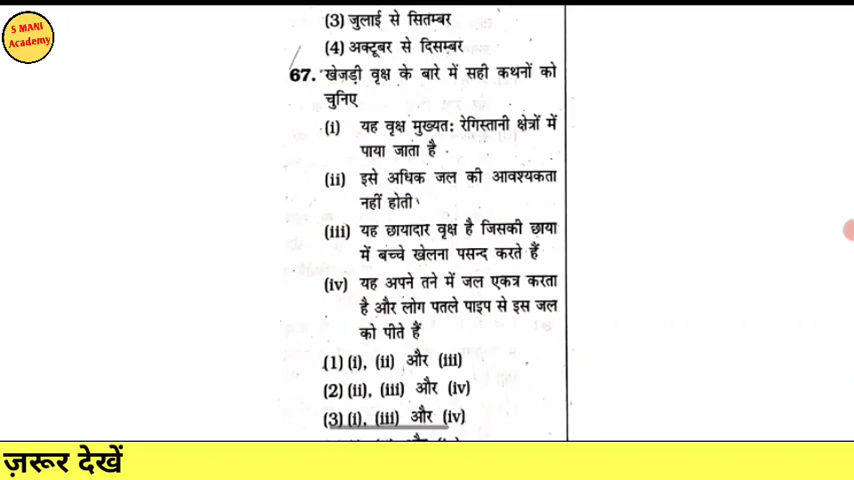 S MANI
Academy
(3) जुलाई से सितम्बर
(4) अक्टूबर से दिसम्बर
67. खेजड़ी वृक्ष के बारे में सही कथनों को
चुनिए
(i) यह वृक्ष मुख्यत: रेगिस्तानी क्षेत्रों में
पाया जाता है
(ii) इसे अधिक जल की आवश्यकता
नहीं होती
(iii) यह छायादार वृक्ष है जिसकी छाया
में बच्चे खेलना पसन्द करते हैं
(iv) यह अपने तने में जल एकत्र करता
है और लोग पतले पाइप से इस जल
को पीते हैं
(1) (i), (ii) और (iii)
(2) (ii), (iii) और (iv)
(3) (i), (iii) और (iv)
ज़रूर देखें